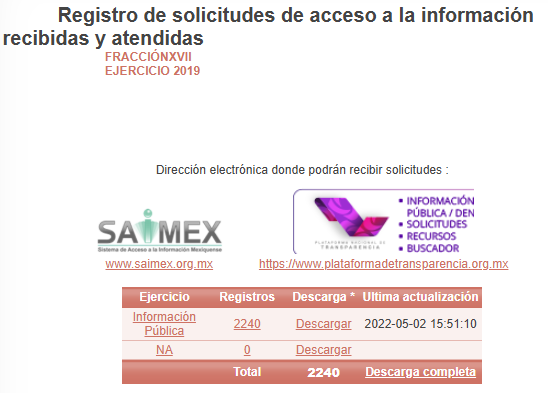 Registro de solicitudes de acceso a la información
recibidas y atendidas
FRACCIÓNXVII
EJERCICIO 2019
Dirección electrónica donde podrán recibir solicitudes :
SAIMEX
Sistema de Acceso a la Información Mexiquense
www.saimex.org.mx
PLATAFORMA NACIONAL DE
TRANSPARENCIA
• INFORMACIÓN
PÚBLICA / DEN
• SOLICITUDES
• RECURSOS
• BUSCADOR
https://www.plataformadetransparencia.org.mx
Ejercicio Registros Descarga * Ultima actualización
Información
Pública 2240 Descargar 2022-05-02 15:51:10
NA 0 Descargar
Total 2240 Descarga completa